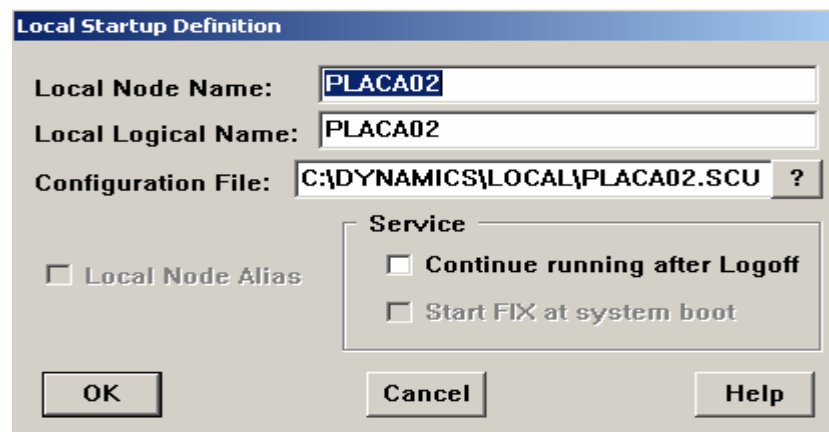 Local Startup Definition
Local Node Name: PLACA02
Local Logical Name: PLACA02
Configuration File: C:\DYNAMICS\LOCAL\PLACA02.SCU ?
Service
Local Node Alias
Continue running after Logoff
Start FIX at system boot
OK Cancel Help